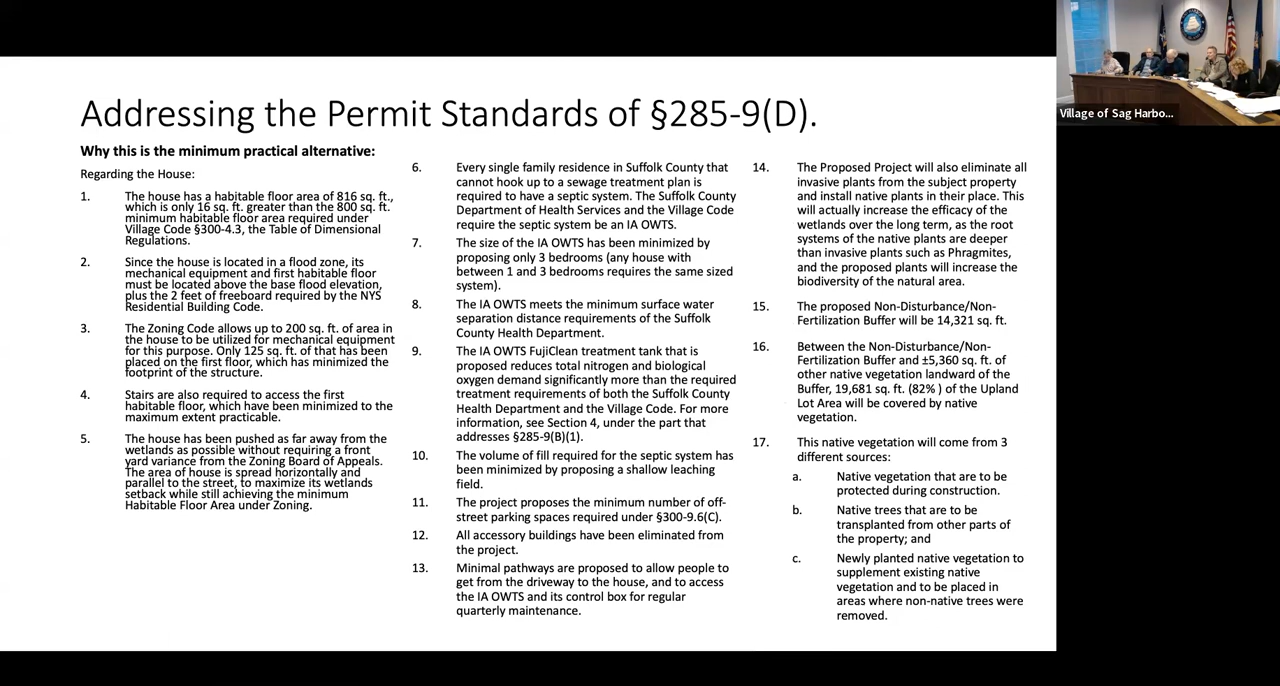 Addressing the Permit Standards of §285-9(D).
Why this is the minimum practical alternative:
Regarding the House:
1. The house has a habitable floor area of 816 sq. ft.,
which is only 16 sq. ft. greater than the 800 sq. ft.
minimum habitable floor area required under
Village Code §300-4.3, the Table of Dimensional
Regulations.
2. Since the house is located in a flood zone, its
mechanical equipment and first habitable floor
must be located above the base flood elevation,
plus the 2 feet of freeboard required by the NYS
Residential Building Code.
3. The Zoning Code allows up to 200 sq. ft. of area in
the house to be utilized for mechanical equipment
for this purpose. Only 125 sq. ft. of that has been
placed on the first floor, which has minimized the
footprint of the structure.
4. Stairs are also required to access the first
habitable floor, which have been minimized to the
maximum extent practicable.
5. The house has been pushed as far away from the
wetlands as possible without requiring a front
yard variance from the Zoning Board of Appeals.
The area of house is spread horizontally and
parallel to the street, to maximize its wetlands
setback while still achieving the minimum
Habitable Floor Area under Zoning.
6. Every single family residence in Suffolk County that
cannot hook up to a sewage treatment plan is
required to have a septic system. The Suffolk County
Department of Health Services and the Village Code
require the septic system be an IA OWTS.
7. The size of the IA OWTS has been minimized by
proposing only 3 bedrooms (any house with
between 1 and 3 bedrooms requires the same sized
system).
8. The IA OWTS meets the minimum surface water
separation distance requirements of the Suffolk
County Health Department.
9. The IA OWTS FujiClean treatment tank that is
proposed reduces total nitrogen and biological
oxygen demand significantly more than the required
treatment requirements of both the Suffolk County
Health Department and the Village Code. For more
information, see Section 4, under the part that
addresses §285-9(B)(1).
10. The volume of fill required for the septic system has
been minimized by proposing a shallow leaching
field.
11. The project proposes the minimum number of off-
street parking spaces required under §300-9.6(C).
12. All accessory buildings have been eliminated from
the project.
13. Minimal pathways are proposed to allow people to
get from the driveway to the house, and to access
the IA OWTS and its control box for regular
quarterly maintenance.
14. The Proposed Project will also eliminate all
invasive plants from the subject property
and install native plants in their place. This
will actually increase the efficacy of the
wetlands over the long term, as the root
systems of the native plants are deeper
than invasive plants such as Phragmites,
and the proposed plants will increase the
biodiversity of the natural area.
15. The proposed Non-Disturbance/Non-
Fertilization Buffer will be 14,321 sq. ft.
16. Between the Non-Disturbance/Non-
Fertilization Buffer and ±5,360 sq. ft. of
other native vegetation landward of the
Buffer, 19,681 sq. ft. (82% ) of the Upland
Lot Area will be covered by native
vegetation.
17. This native vegetation will come from 3
different sources:
a. Native vegetation that are to be
protected during construction.
b. Native trees that are to be
transplanted from other parts of
the property; and
c. Newly planted native vegetation to
supplement existing native
vegetation and to be placed in
areas where non-native trees were
removed.
Village of Sag Harbo...